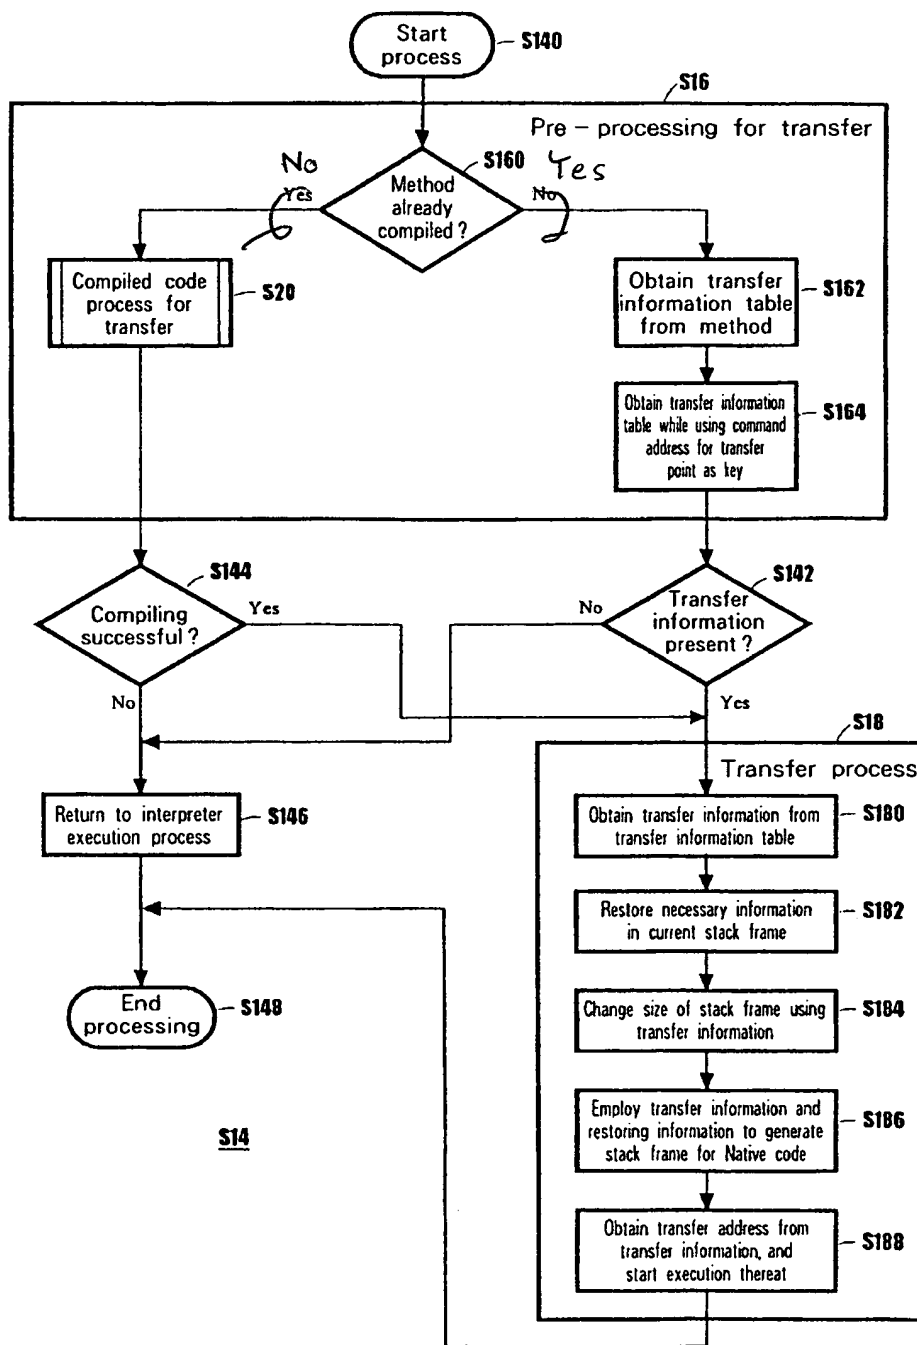 Start
process
S140
S16
Pre - processing for transfer
No
Yes
S160
Yes
No
Method
already
compiled ?
Compiled code
process for
transfer
S20
Obtain transfer
information table
from method
S162
Obtain transfer information
table while using command
address for transfer
point as key
S164
S144
Compiling
successful ?
Yes
No
S142
Transfer
information
present ?
No
Yes
S18
Transfer process
Return to interpreter
execution process
S146
Obtain transfer information from
transfer information table
S180
Restore necessary information
in current stack frame
S182
End
processing
S148
Change size of stack frame using
transfer information
S184
S14
Employ transfer information and
restoring information to generate
stack frame for Native code
S186
Obtain transfer address from
transfer information, and
start execution thereat
S188